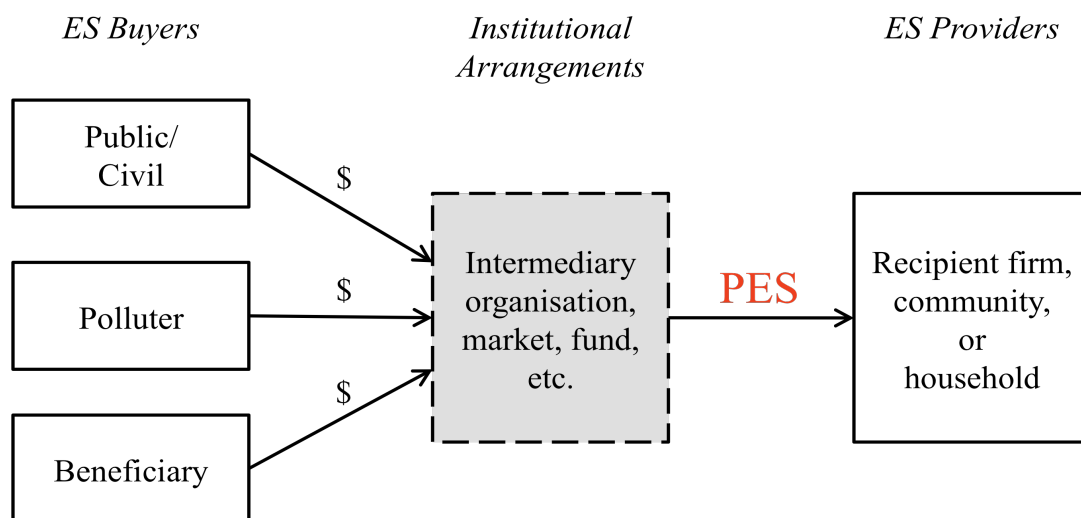 ES Buyers
Institutional
Arrangements
ES Providers
Public/
Civil
Polluter
Beneficiary
$
$
$
Intermediary
organisation,
market, fund,
etc.
PES
Recipient firm,
community,
or
household